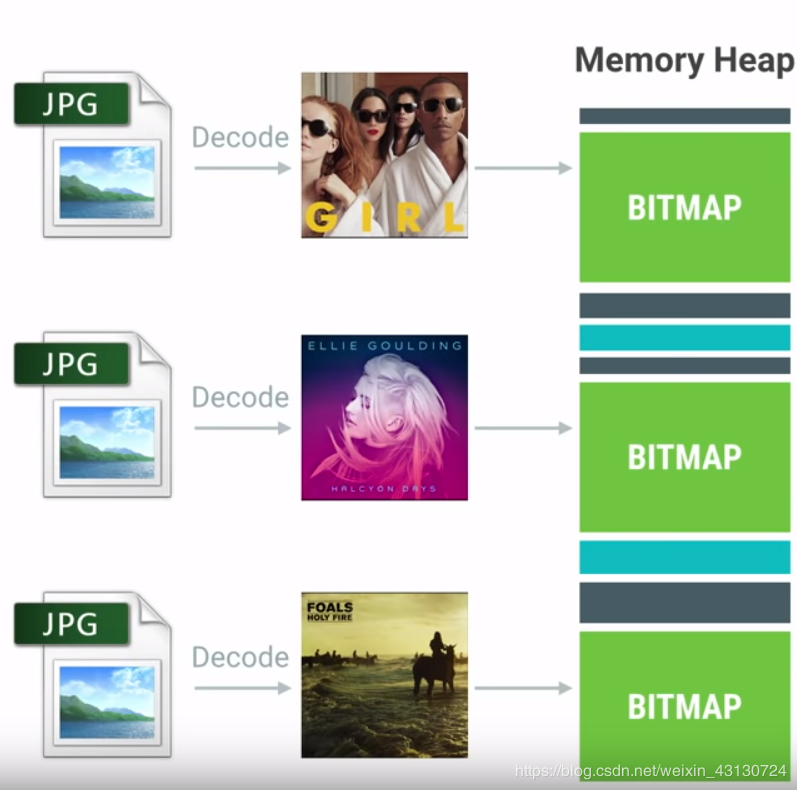 Memory Heap
JPG
Decode
GIRL
BITMAP
JPG
Decode
ELLIE GOULDING
HALCYON DAYS
BITMAP
JPG
Decode
FOALS
HOLY FIRE
BITMAP
https://blog.csdn.net/weixin_43130724